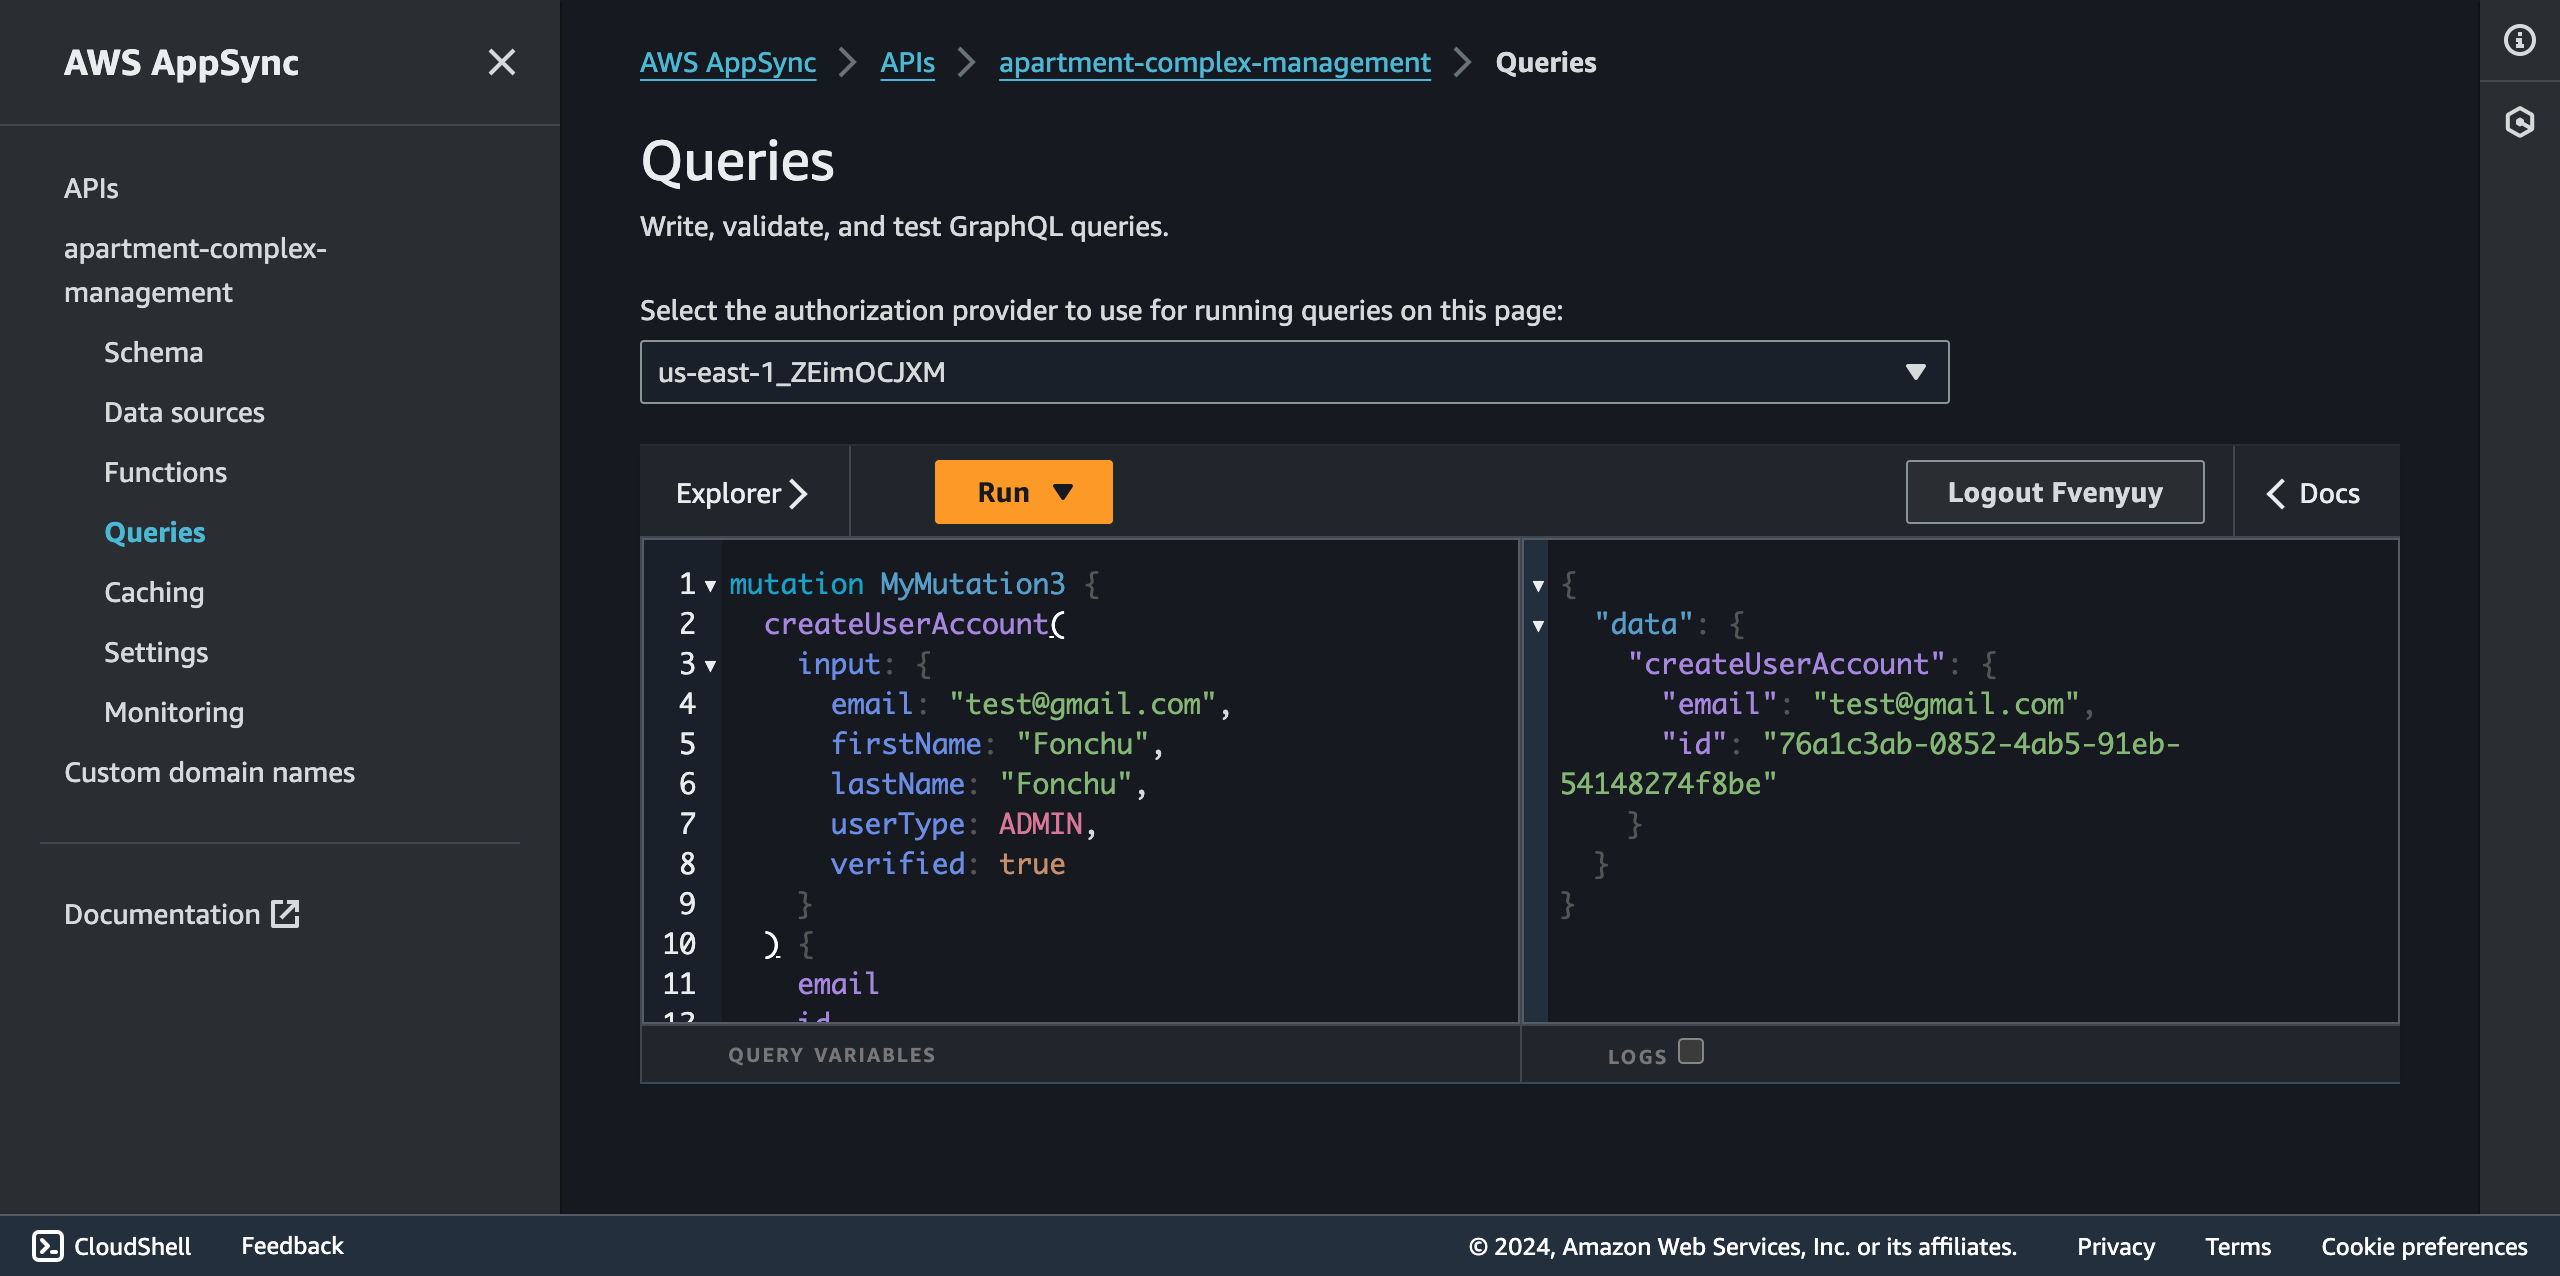 AWS AppSync
APIs
apartment-complex-
management
Schema
Data sources
Functions
Queries
Caching
Settings
Monitoring
Custom domain names
Documentation
AWS AppSync APIs apartment-complex-management Queries
Queries
Write, validate, and test GraphQL queries.
Select the authorization provider to use for running queries on this page:
us-east-1_ZEimOCJXM
Explorer Run Logout Fvenyuy Docs
1 mutation MyMutation3 {
2 createUserAccount(
3 input: {
4 email: "test@gmail.com",
5 firstName: "Fonchu",
6 lastName: "Fonchu",
7 userType: ADMIN,
8 verified: true
9 }
10 ) {
11 email
12 id
{
"data": {
"createUserAccount": {
"email": "test@gmail.com",
"id": "76a1c3ab-0852-4ab5-91eb-
54148274f8be"
}
}
}
QUERY VARIABLES
LOGS
CloudShell Feedback © 2024, Amazon Web Services, Inc. or its affiliates. Privacy Terms Cookie preferences